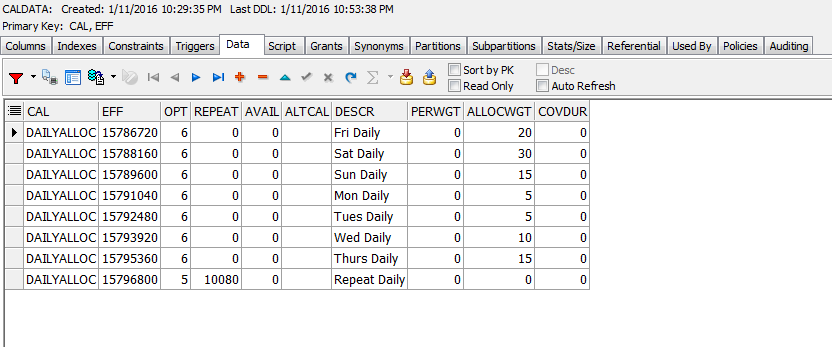 CALDATA: Created: 1/11/2016 10:29:35 PM Last DDL: 1/11/2016 10:53:38 PM
Primary Key: CAL, EFF
Columns Indexes Constraints Triggers Data Script Grants Synonyms Partitions Subpartitions Stats/Size Referential Used By Policies Auditing
Sort by PK Desc
Read Only Auto Refresh
CAL EFF OPT REPEAT AVAIL ALTCAL DESCR PERWGT ALLOCWGT COVDUR
DAILYALLOC 15786720 6 0 0 Fri Daily 0 20 0
DAILYALLOC 15788160 6 0 0 Sat Daily 0 30 0
DAILYALLOC 15789600 6 0 0 Sun Daily 0 15 0
DAILYALLOC 15791040 6 0 0 Mon Daily 0 5 0
DAILYALLOC 15792480 6 0 0 Tues Daily 0 5 0
DAILYALLOC 15793920 6 0 0 Wed Daily 0 10 0
DAILYALLOC 15795360 6 0 0 Thurs Daily 0 15 0
DAILYALLOC 15796800 5 10080 0 Repeat Daily 0 0 0